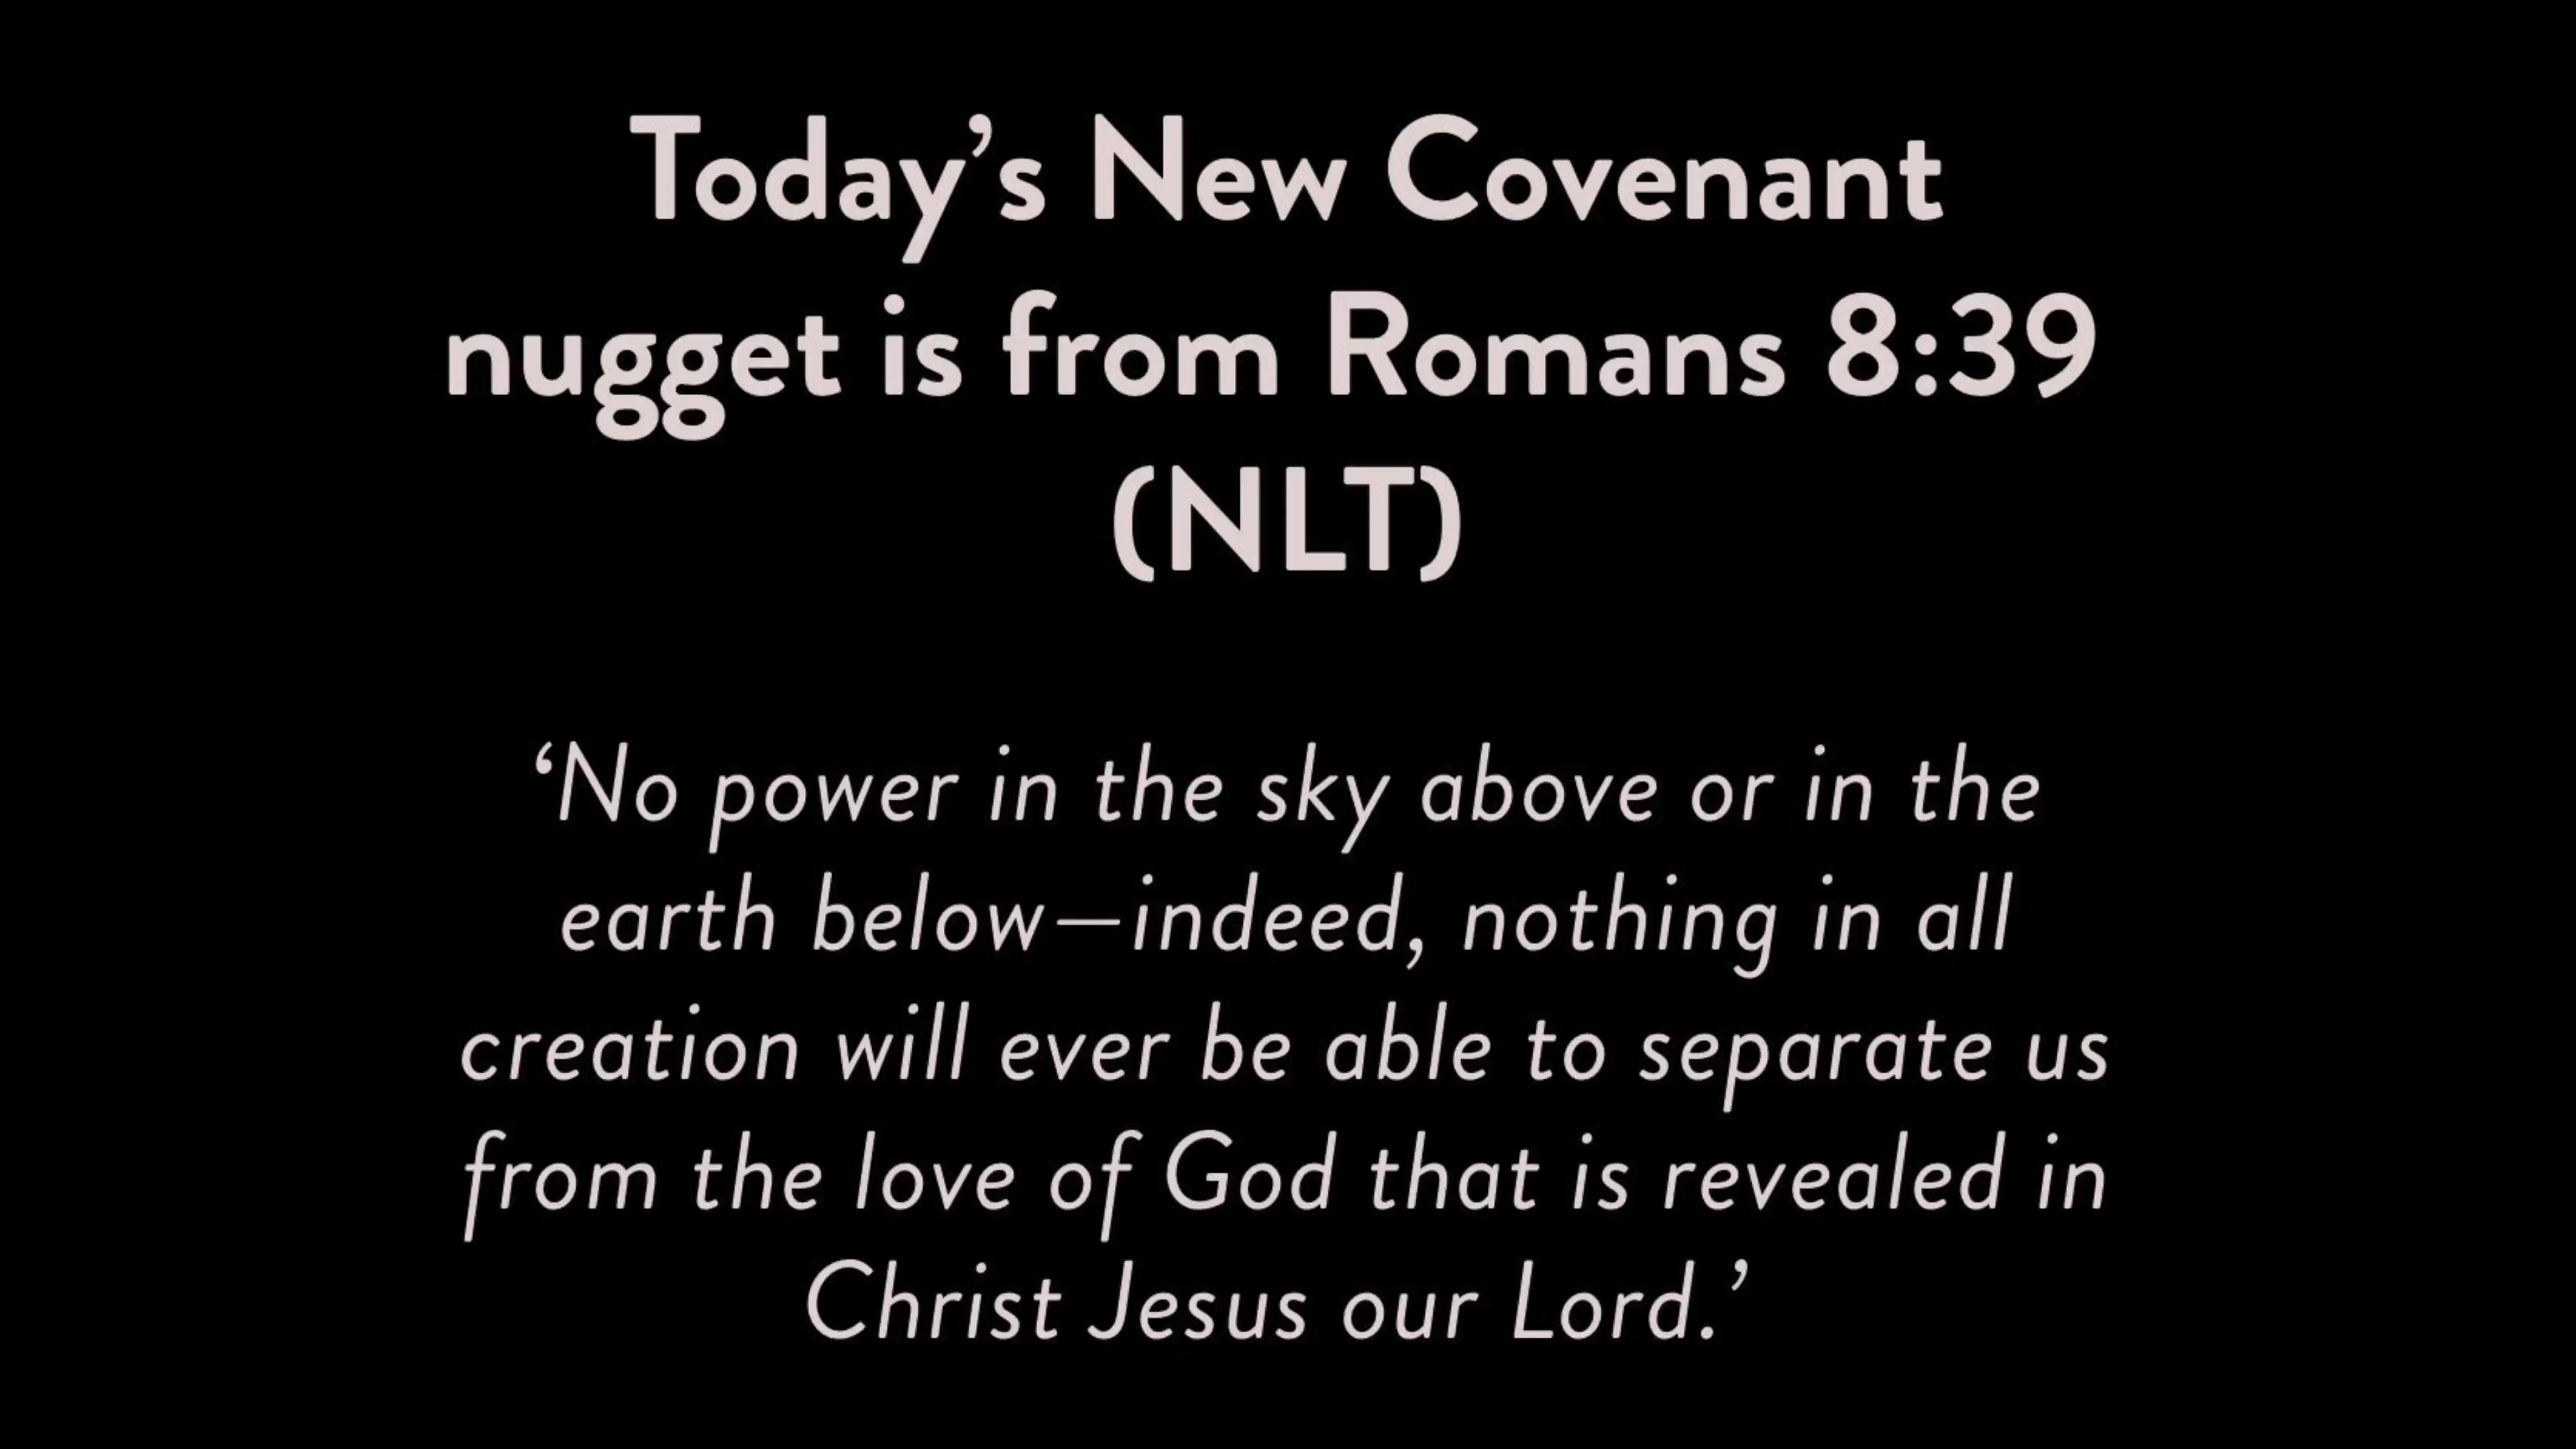 Today’s New Covenant
nugget is from Romans 8:39
(NLT)
‘No power in the sky above or in the
earth below—indeed, nothing in all
creation will ever be able to separate us
from the love of God that is revealed in
Christ Jesus our Lord.’